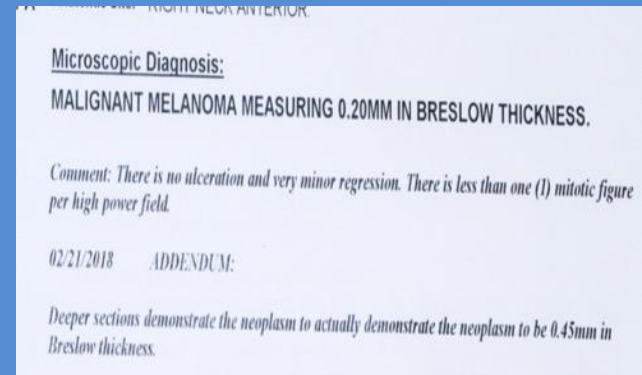 RIGHT NECK ANTERIOR.
Microscopic Diagnosis:
MALIGNANT MELANOMA MEASURING 0.20MM IN BRESLOW THICKNESS.
Comment: There is no ulceration and very minor regression. There is less than one (1) mitotic figure
per high power field.
02/21/2018 ADDENDUM:
Deeper sections demonstrate the neoplasm to actually demonstrate the neoplasm to be 0.45mm in
Breslow thickness.